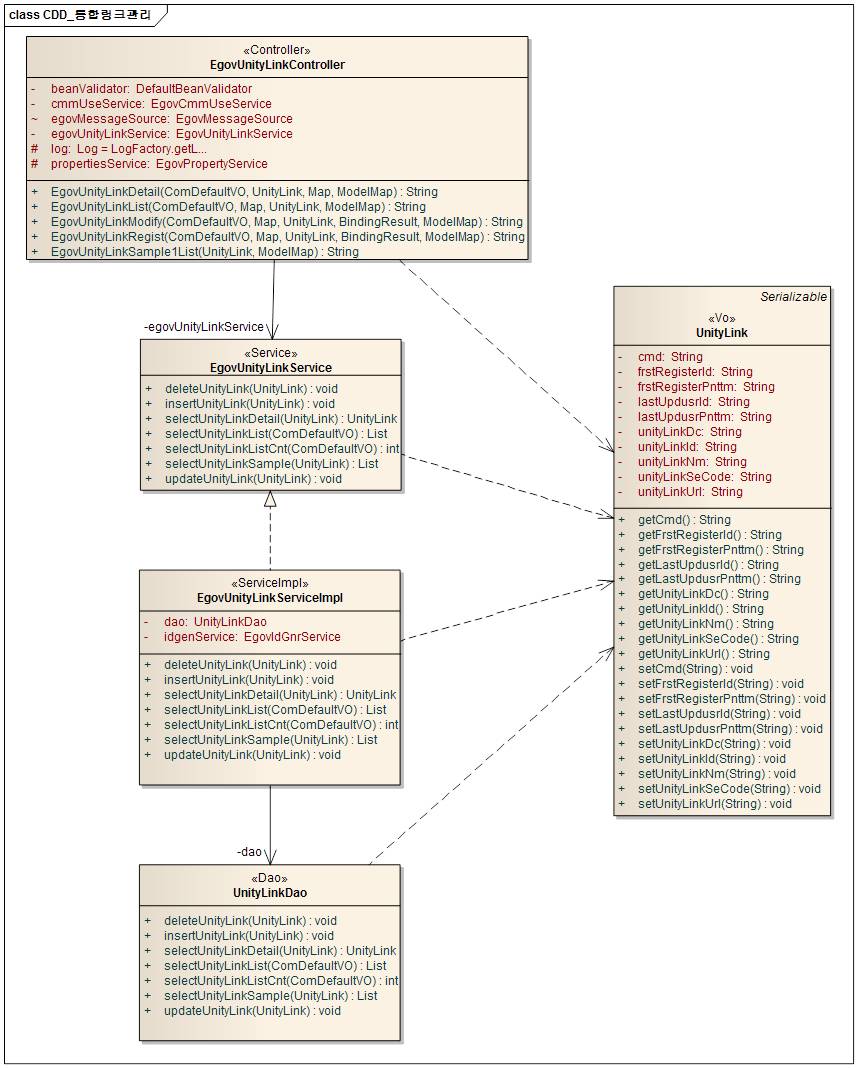 class CDD_통합링크관리
«Controller»
EgovUnityLinkController
- beanValidator: DefaultBeanValidator
- cmmUseService: EgovCmmUseService
~ egovMessageSource: EgovMessageSource
- egovUnityLinkService: EgovUnityLinkService
# log: Log = LogFactory.getL...
# propertiesService: EgovPropertyService
+ EgovUnityLinkDetail(ComDefaultVO, UnityLink, Map, ModelMap) : String
+ EgovUnityLinkList(ComDefaultVO, Map, UnityLink, ModelMap) : String
+ EgovUnityLinkModify(ComDefaultVO, Map, UnityLink, BindingResult, ModelMap) : String
+ EgovUnityLinkRegist(ComDefaultVO, Map, UnityLink, BindingResult, ModelMap) : String
+ EgovUnityLinkSample1List(UnityLink, ModelMap) : String
-egovUnityLinkService
«Service»
EgovUnityLinkService
+ deleteUnityLink(UnityLink) : void
+ insertUnityLink(UnityLink) : void
+ selectUnityLinkDetail(UnityLink) : UnityLink
+ selectUnityLinkList(ComDefaultVO) : List
+ selectUnityLinkListCnt(ComDefaultVO) : int
+ selectUnityLinkSample(UnityLink) : List
+ updateUnityLink(UnityLink) : void
«ServiceImpl»
EgovUnityLinkServiceImpl
- dao: UnityLinkDao
- idgenService: EgovIdGnrService
+ deleteUnityLink(UnityLink) : void
+ insertUnityLink(UnityLink) : void
+ selectUnityLinkDetail(UnityLink) : UnityLink
+ selectUnityLinkList(ComDefaultVO) : List
+ selectUnityLinkListCnt(ComDefaultVO) : int
+ selectUnityLinkSample(UnityLink) : List
+ updateUnityLink(UnityLink) : void
-dao
«Dao»
UnityLinkDao
+ deleteUnityLink(UnityLink) : void
+ insertUnityLink(UnityLink) : void
+ selectUnityLinkDetail(UnityLink) : UnityLink
+ selectUnityLinkList(ComDefaultVO) : List
+ selectUnityLinkListCnt(ComDefaultVO) : int
+ selectUnityLinkSample(UnityLink) : List
+ updateUnityLink(UnityLink) : void
Serializable
«Vo»
UnityLink
- cmd: String
- frstRegisterId: String
- frstRegisterPnttm: String
- lastUpdusrId: String
- lastUpdusrPnttm: String
- unityLinkDc: String
- unityLinkId: String
- unityLinkNm: String
- unityLinkSeCode: String
- unityLinkUrl: String
+ getCmd() : String
+ getFrstRegisterId() : String
+ getFrstRegisterPnttm() : String
+ getLastUpdusrId() : String
+ getLastUpdusrPnttm() : String
+ getUnityLinkDc() : String
+ getUnityLinkId() : String
+ getUnityLinkNm() : String
+ getUnityLinkSeCode() : String
+ getUnityLinkUrl() : String
+ setCmd(String) : void
+ setFrstRegisterId(String) : void
+ setFrstRegisterPnttm(String) : void
+ setLastUpdusrId(String) : void
+ setLastUpdusrPnttm(String) : void
+ setUnityLinkDc(String) : void
+ setUnityLinkId(String) : void
+ setUnityLinkNm(String) : void
+ setUnityLinkSeCode(String) : void
+ setUnityLinkUrl(String) : void